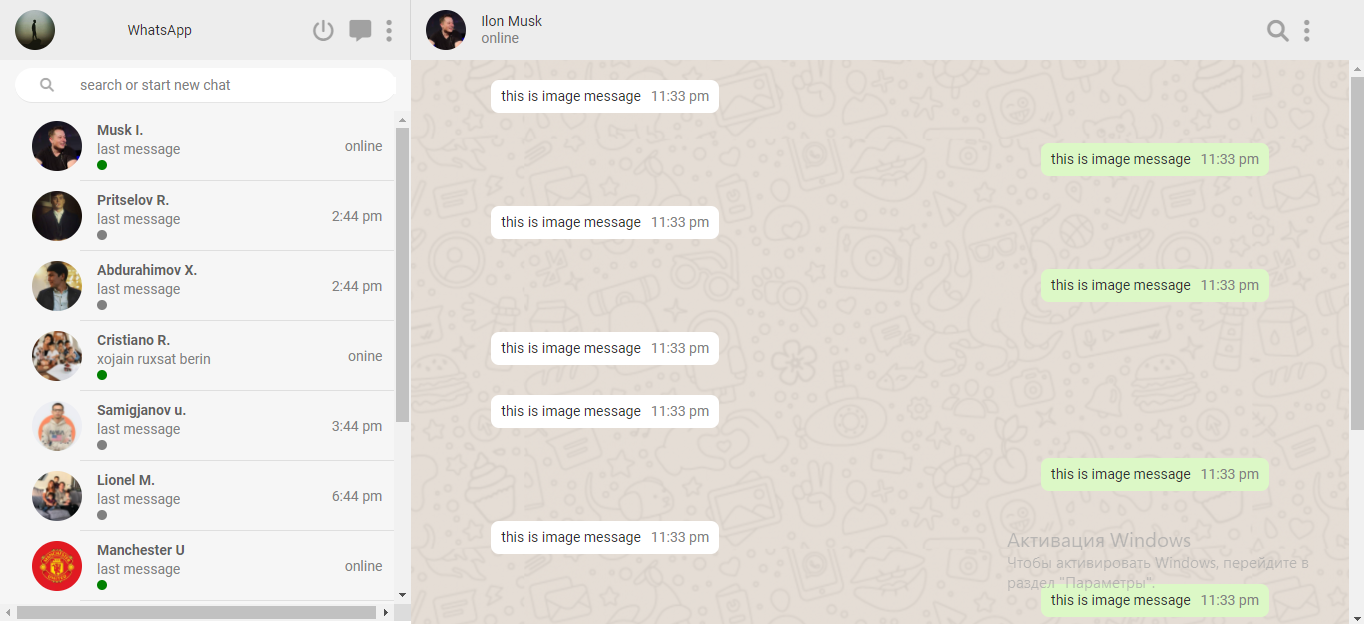 WhatsApp
search or start new chat
Musk I.
last message
online
Pritselov R.
last message
2:44 pm
Abdurahimov X.
last message
2:44 pm
Cristiano R.
xojain ruxsat berin
onine
Samigjanov u.
last message
3:44 pm
Lionel M.
last message
6:44 pm
Manchester U
last message
online
Ilon Musk
online
this is image message 11:33 pm
this is image message 11:33 pm
this is image message 11:33 pm
this is image message 11:33 pm
this is image message 11:33 pm
this is image message 11:33 pm
this is image message 11:33 pm
this is image message 11:33 pm
Активация Windows
Чтобы активировать Windows, перейдите в
раздел "Параметры".
this is image message 11:33 pm